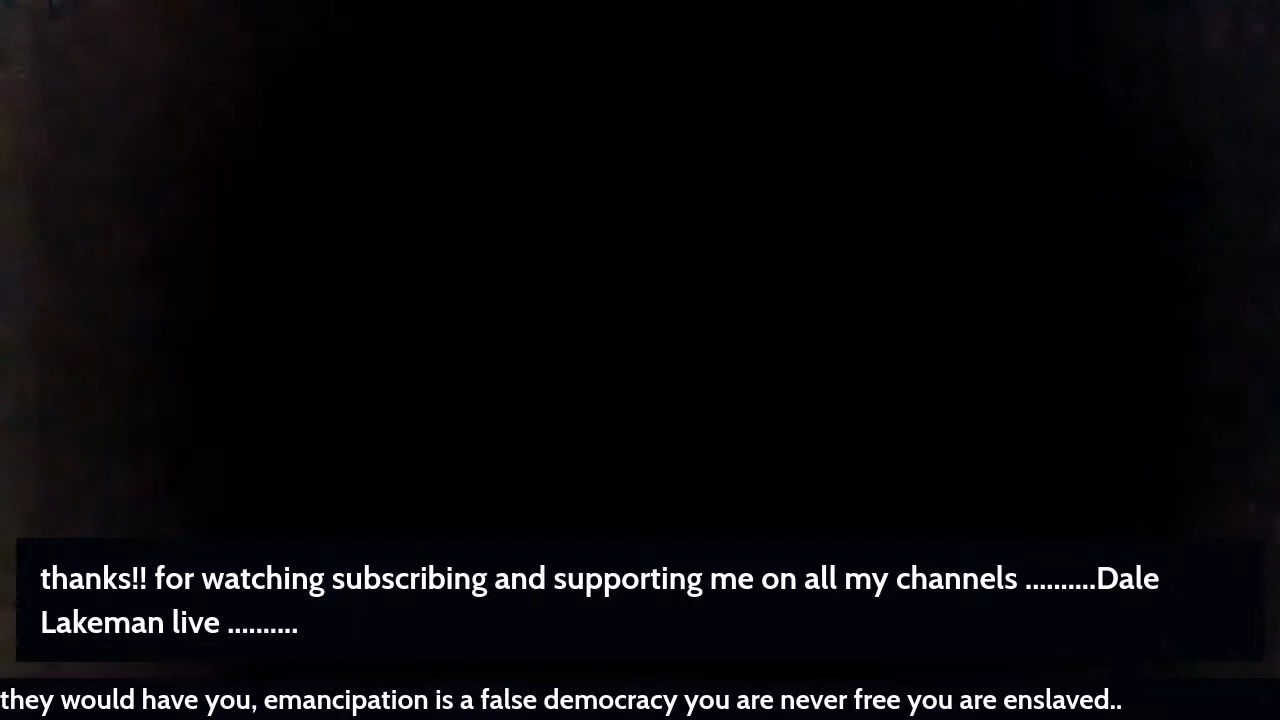 thanks!! for watching subscribing and supporting me on all my channels ..........Dale
Lakeman live ..........
they would have you, emancipation is a false democracy you are never free you are enslaved..